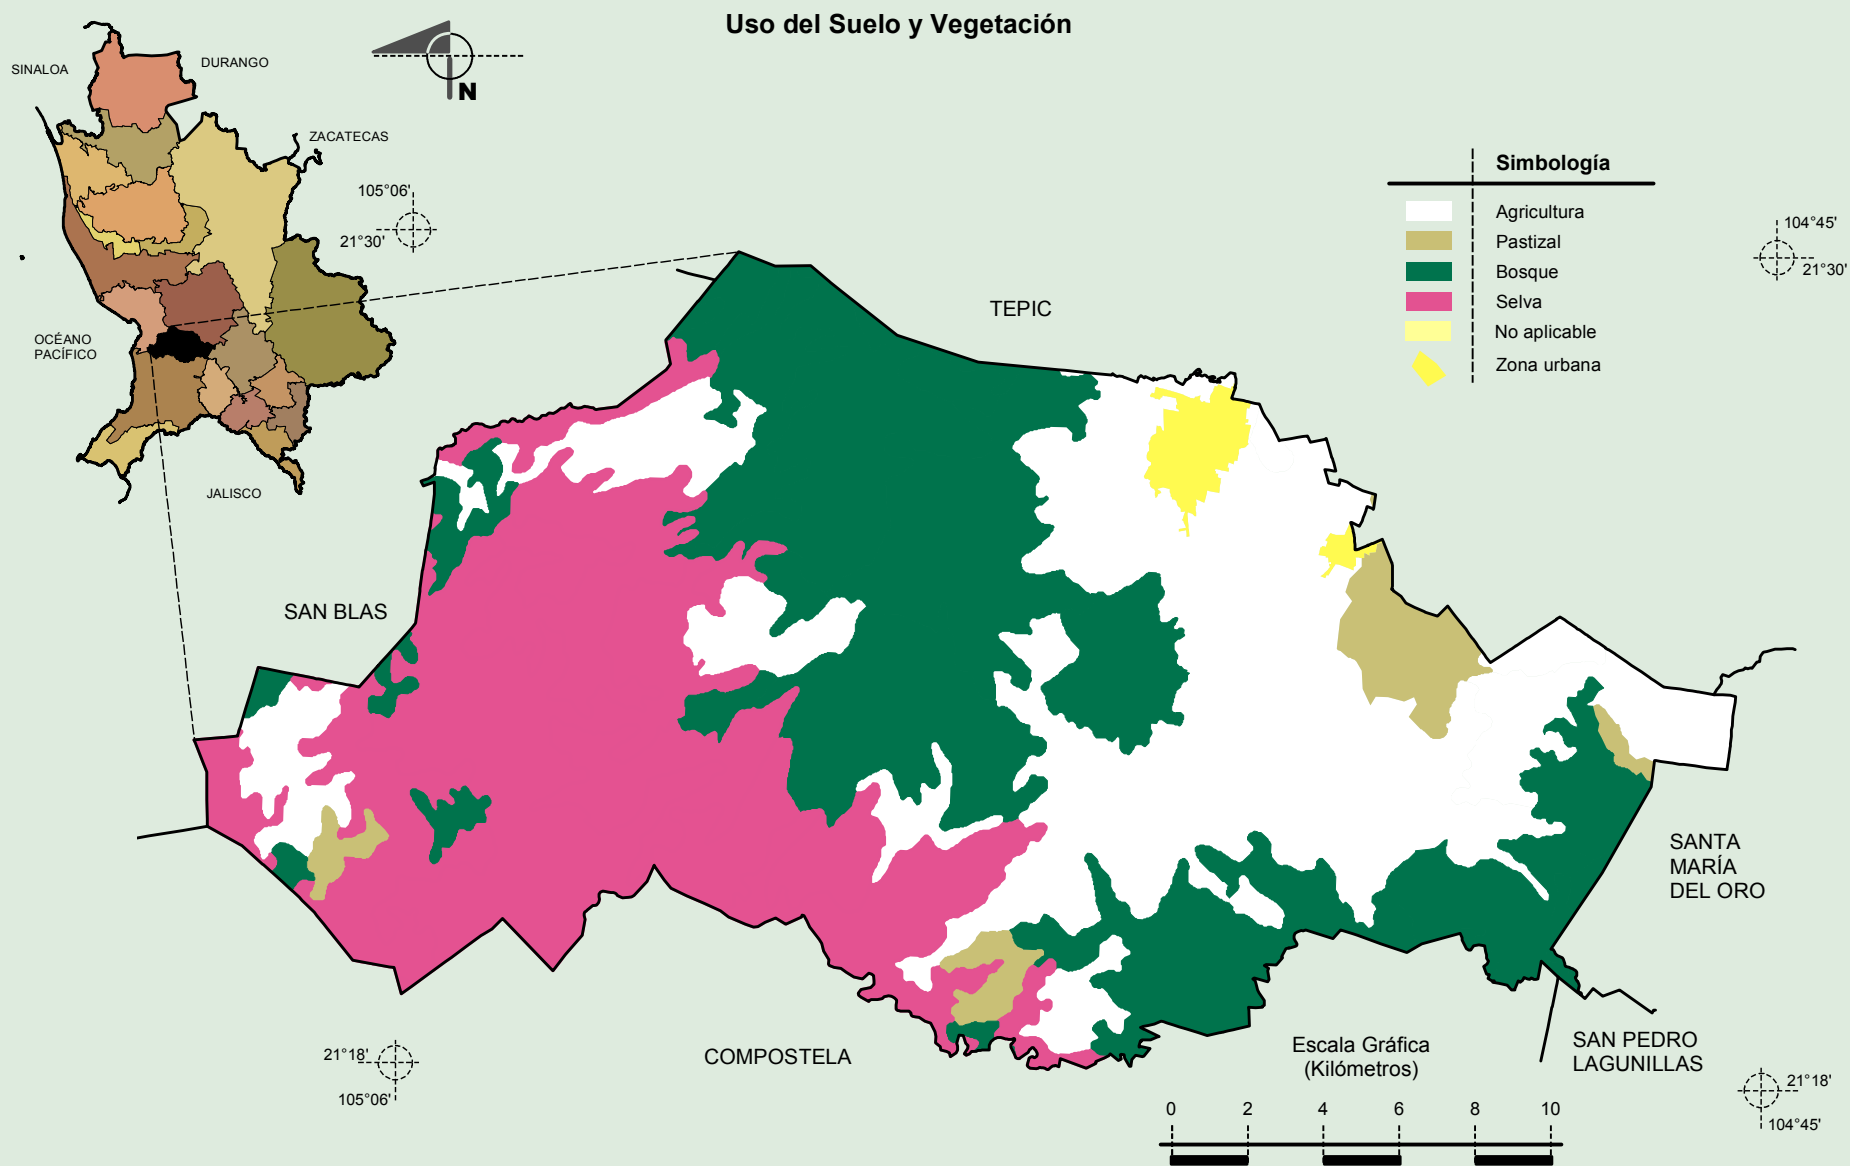 Uso del Suelo y Vegetación
SINALOA
DURANGO
N
ZACATECAS
105°06'
21°30'
OCÉANO
PACÍFICO
JALISCO
Simbología
Agricultura
Pastizal
Bosque
Selva
No aplicable
Zona urbana
104°45'
21°30'
TEPIC
SAN BLAS
SANTA
MARÍA
DEL ORO
COMPOSTELA
SAN PEDRO
LAGUNILLAS
21°18'
105°06'
Escala Gráfica
(Kilómetros)
0 2 4 6 8 10
21°18'
104°45'